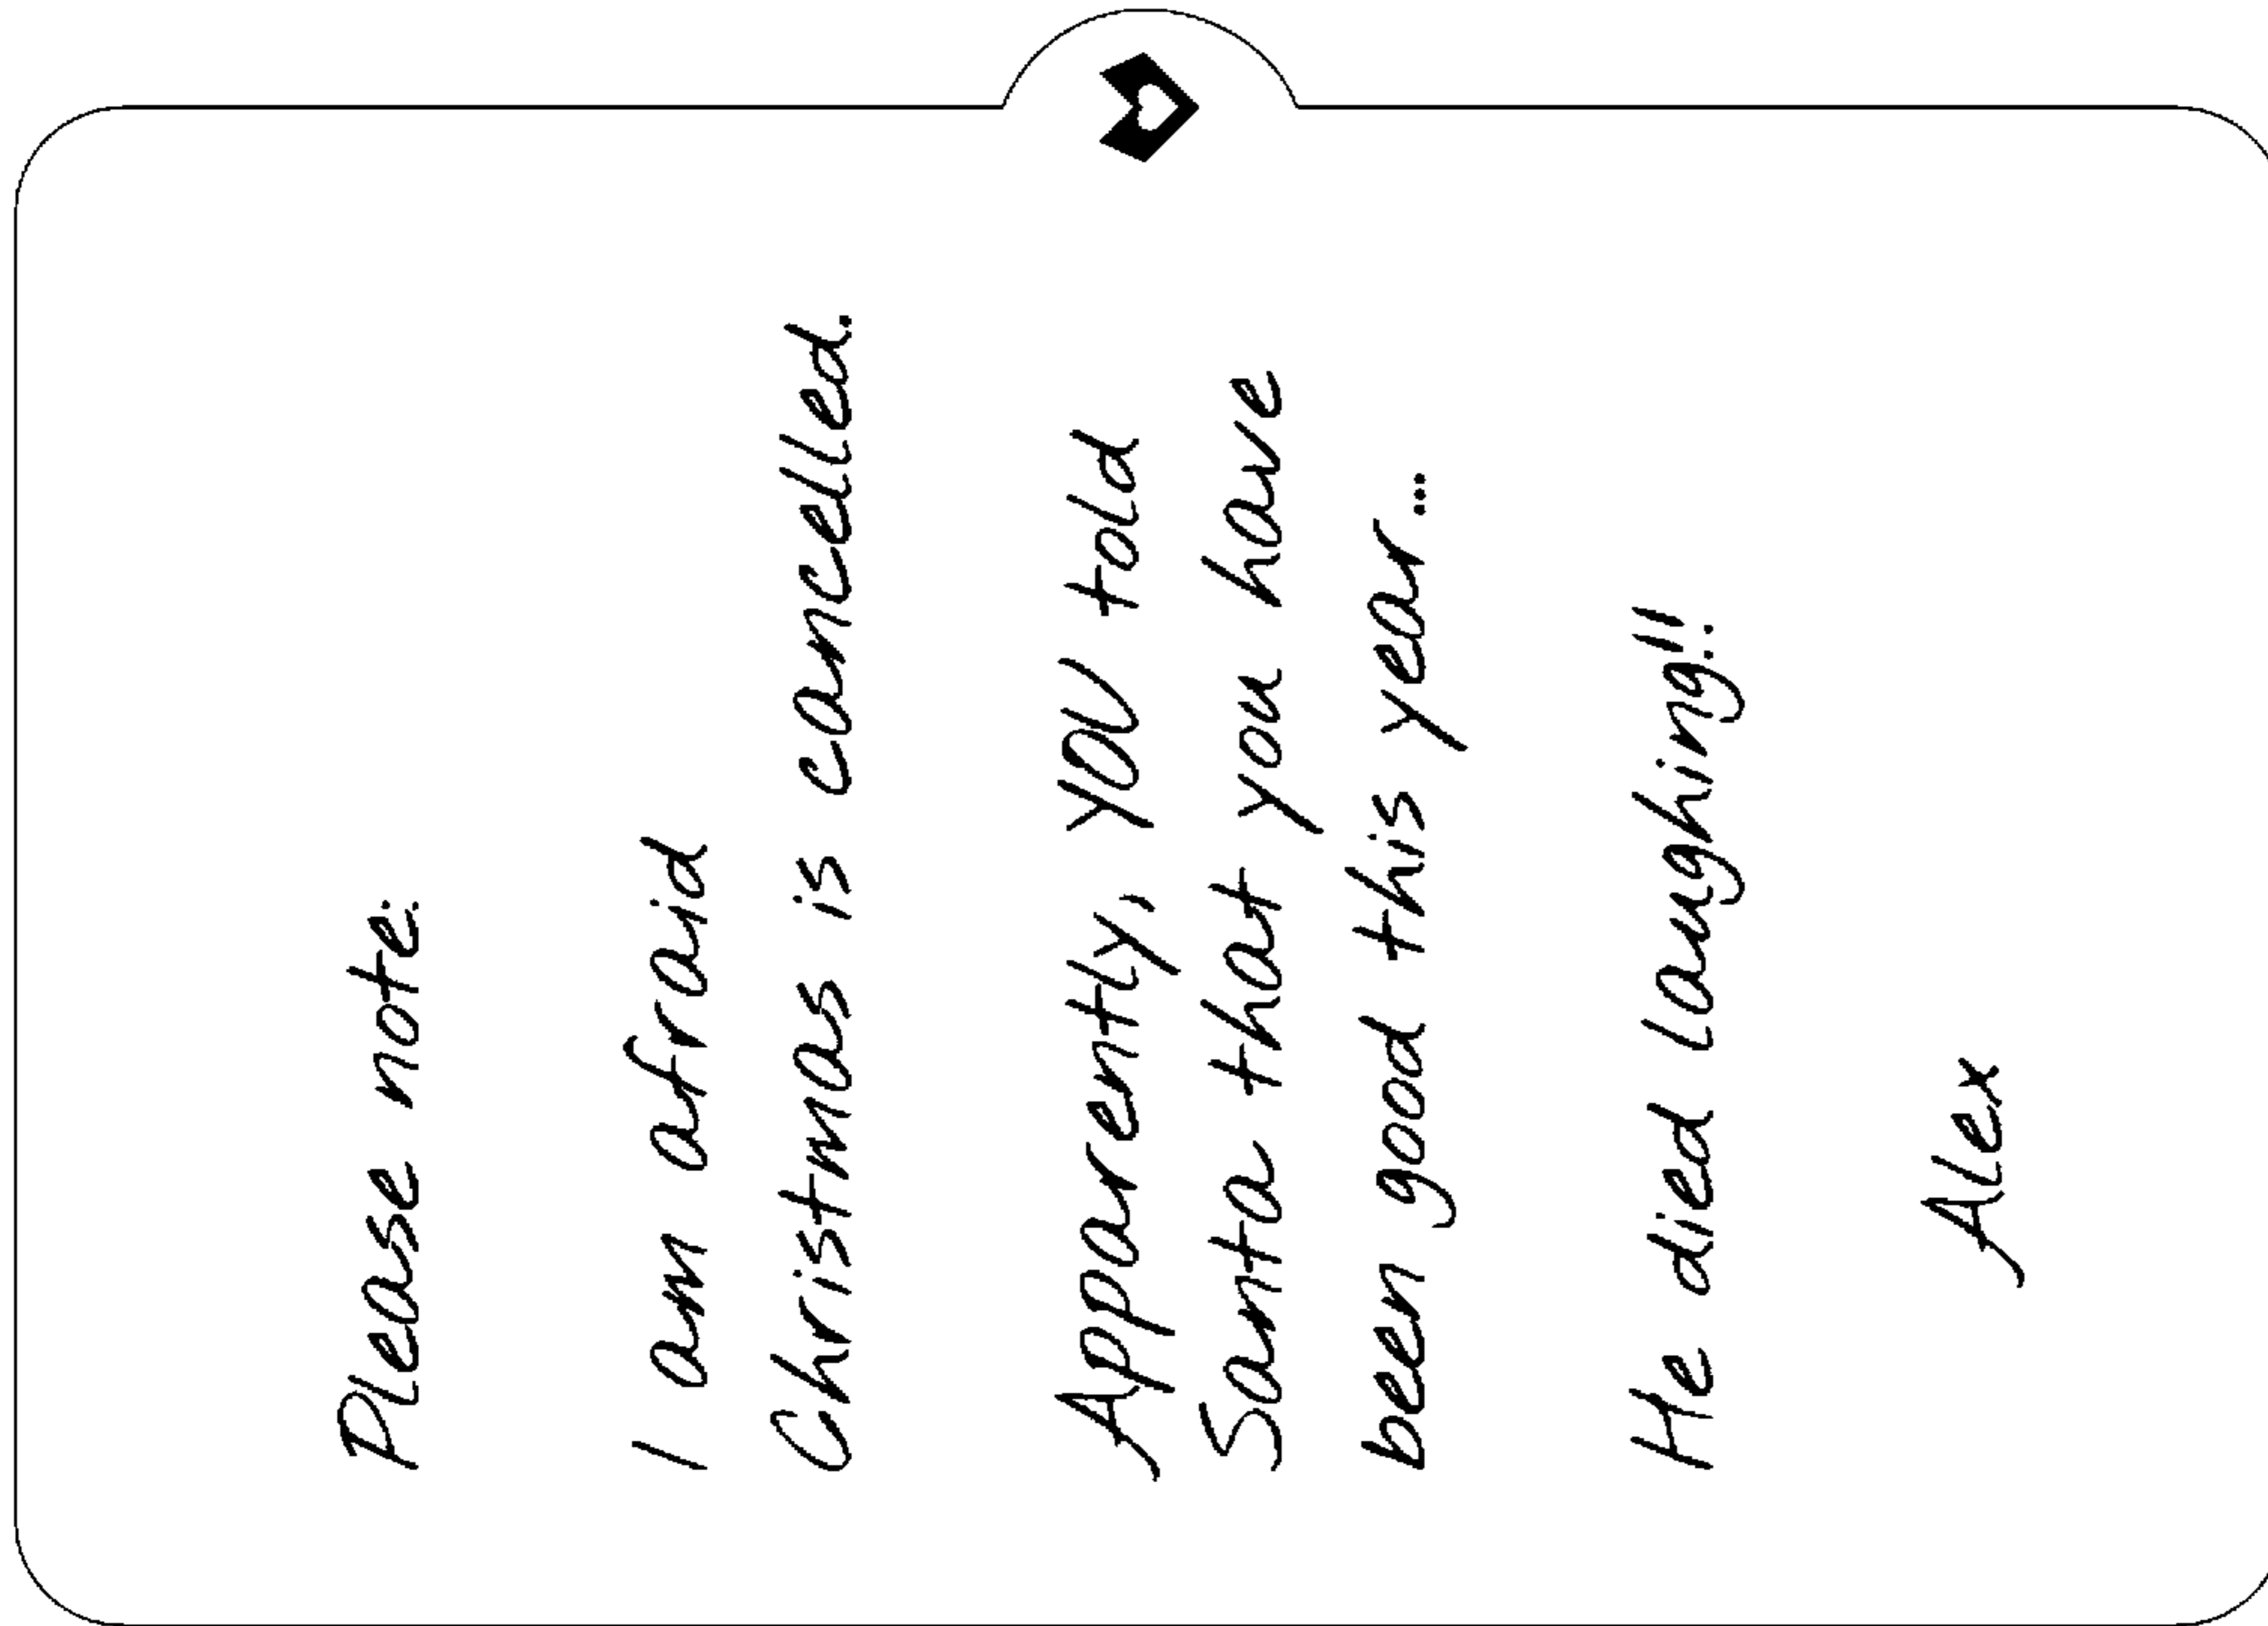 Please note:
I am afraid
Christmas is cancelled.
Apparently, YOU told
Santa that you have
been good this year...
He died laughing!!
Alex